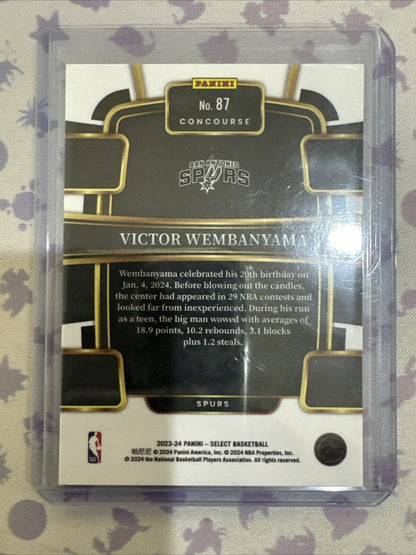 PANINI
No. 87
CONCOURSE
SAN ANTONIO
SPURS
VICTOR WEMBANYAMA
Wembanyama celebrated his 20th birthday on
Jan. 4, 2024. Before blowing out the candles,
the center had appeared in 29 NBA contests and
looked far from inexperienced. During his run
as a teen, the big man wowed with averages of
18.9 points, 10.2 rebounds, 3.1 blocks
plus 1.2 steals.
SPURS
2023-24 PANINI – SELECT BASKETBALL
帕尼尼 © 2024 Panini America, Inc. © 2024 NBA Properties, Inc.
© 2024 the National Basketball Players Association. All rights reserved.
NBA